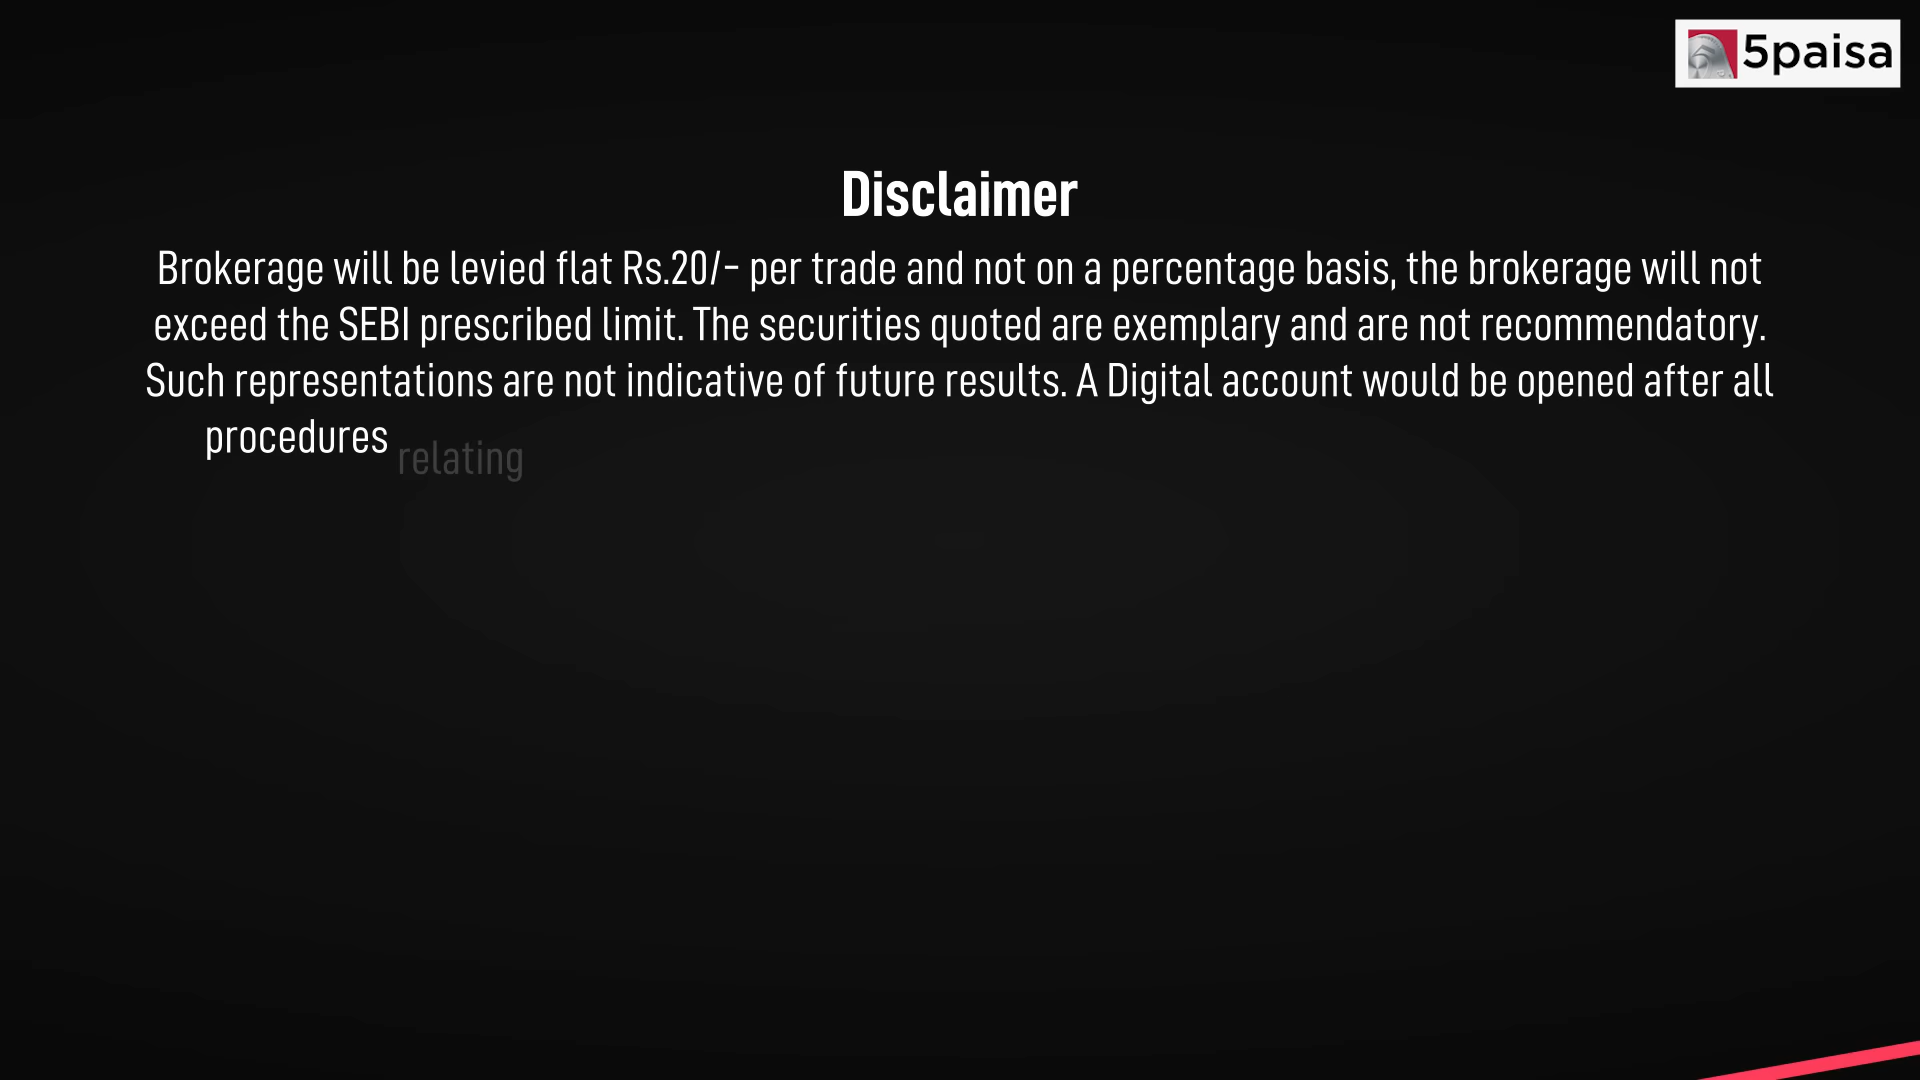 5paisa
Disclaimer
Brokerage will be levied flat Rs.20/- per trade and not on a percentage basis, the brokerage will not
exceed the SEBI prescribed limit. The securities quoted are exemplary and are not recommendatory.
Such representations are not indicative of future results. A Digital account would be opened after all
procedures relating